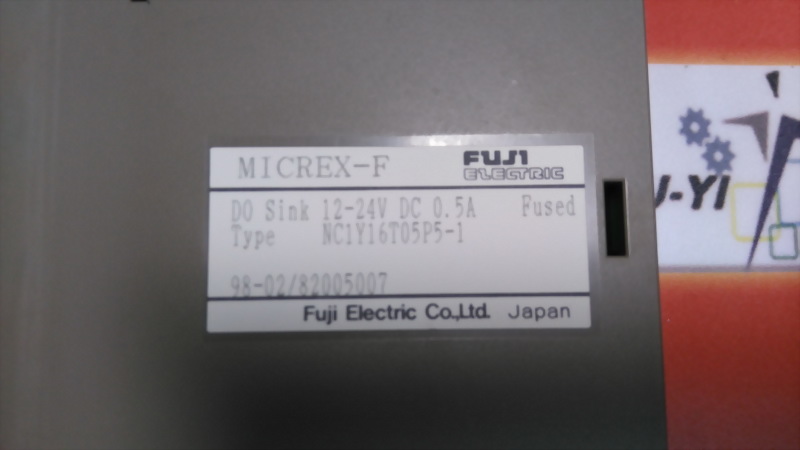 MICREX-F FUJI ELECTRIC
DO Sink 12-24V DC 0.5A Fused
Type NC1Y16T05P5-1
98-02/82005007
Fuji Electric Co.,Ltd. Japan
J-YI